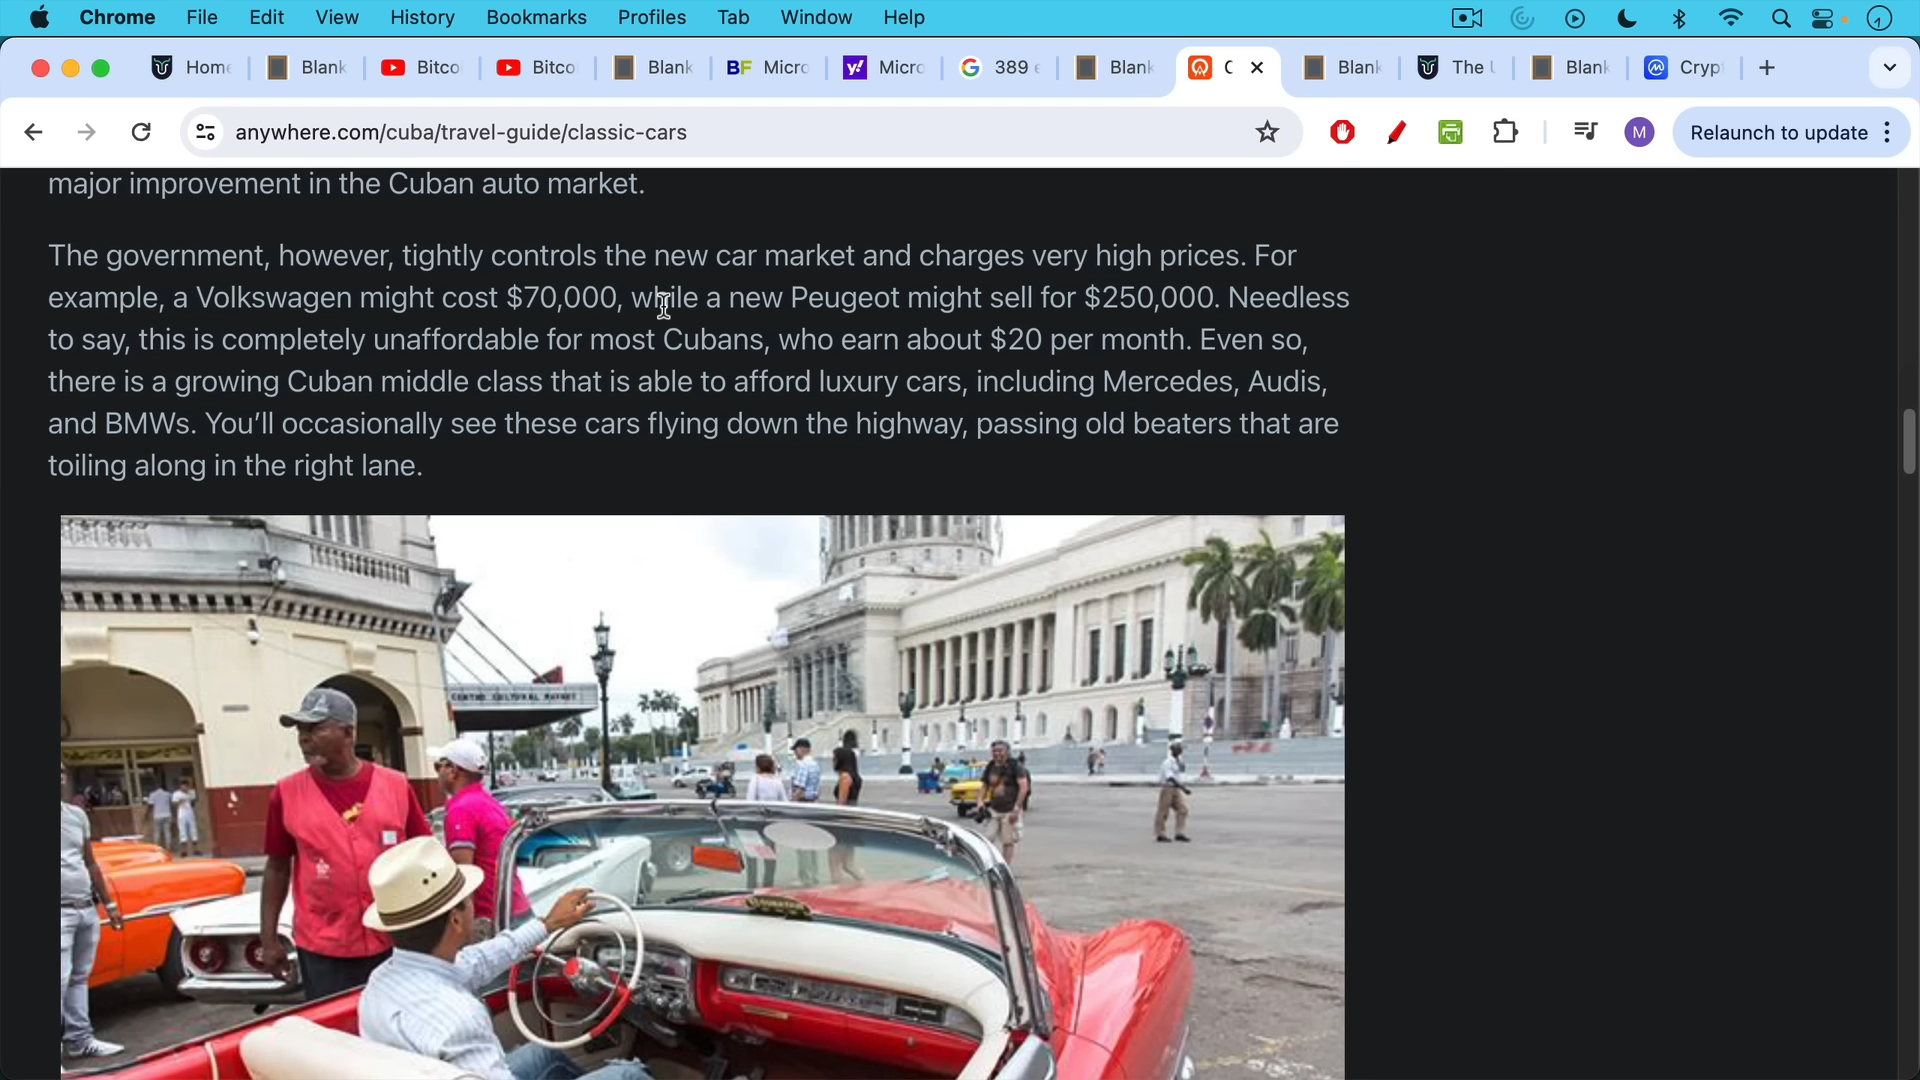 Chrome File Edit View History Bookmarks Profiles Tab Window Help
Home Blank Bitco Bitco Blank BF Micro y! Micro G 389 Blank C Blank The U Blank Cryp
anywhere.com/cuba/travel-guide/classic-cars M Relaunch to update
major improvement in the Cuban auto market.
The government, however, tightly controls the new car market and charges very high prices. For
example, a Volkswagen might cost $70,000, while a new Peugeot might sell for $250,000. Needless
to say, this is completely unaffordable for most Cubans, who earn about $20 per month. Even so,
there is a growing Cuban middle class that is able to afford luxury cars, including Mercedes, Audis,
and BMWs. You’ll occasionally see these cars flying down the highway, passing old beaters that are
toiling along in the right lane.
CENTRO CULTURAL